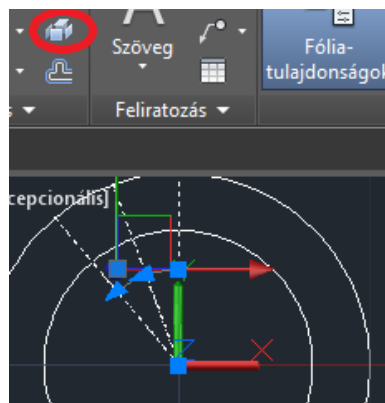 Szöveg
Fólia-
tulajdonságok
Feliratozás
cepcionális]